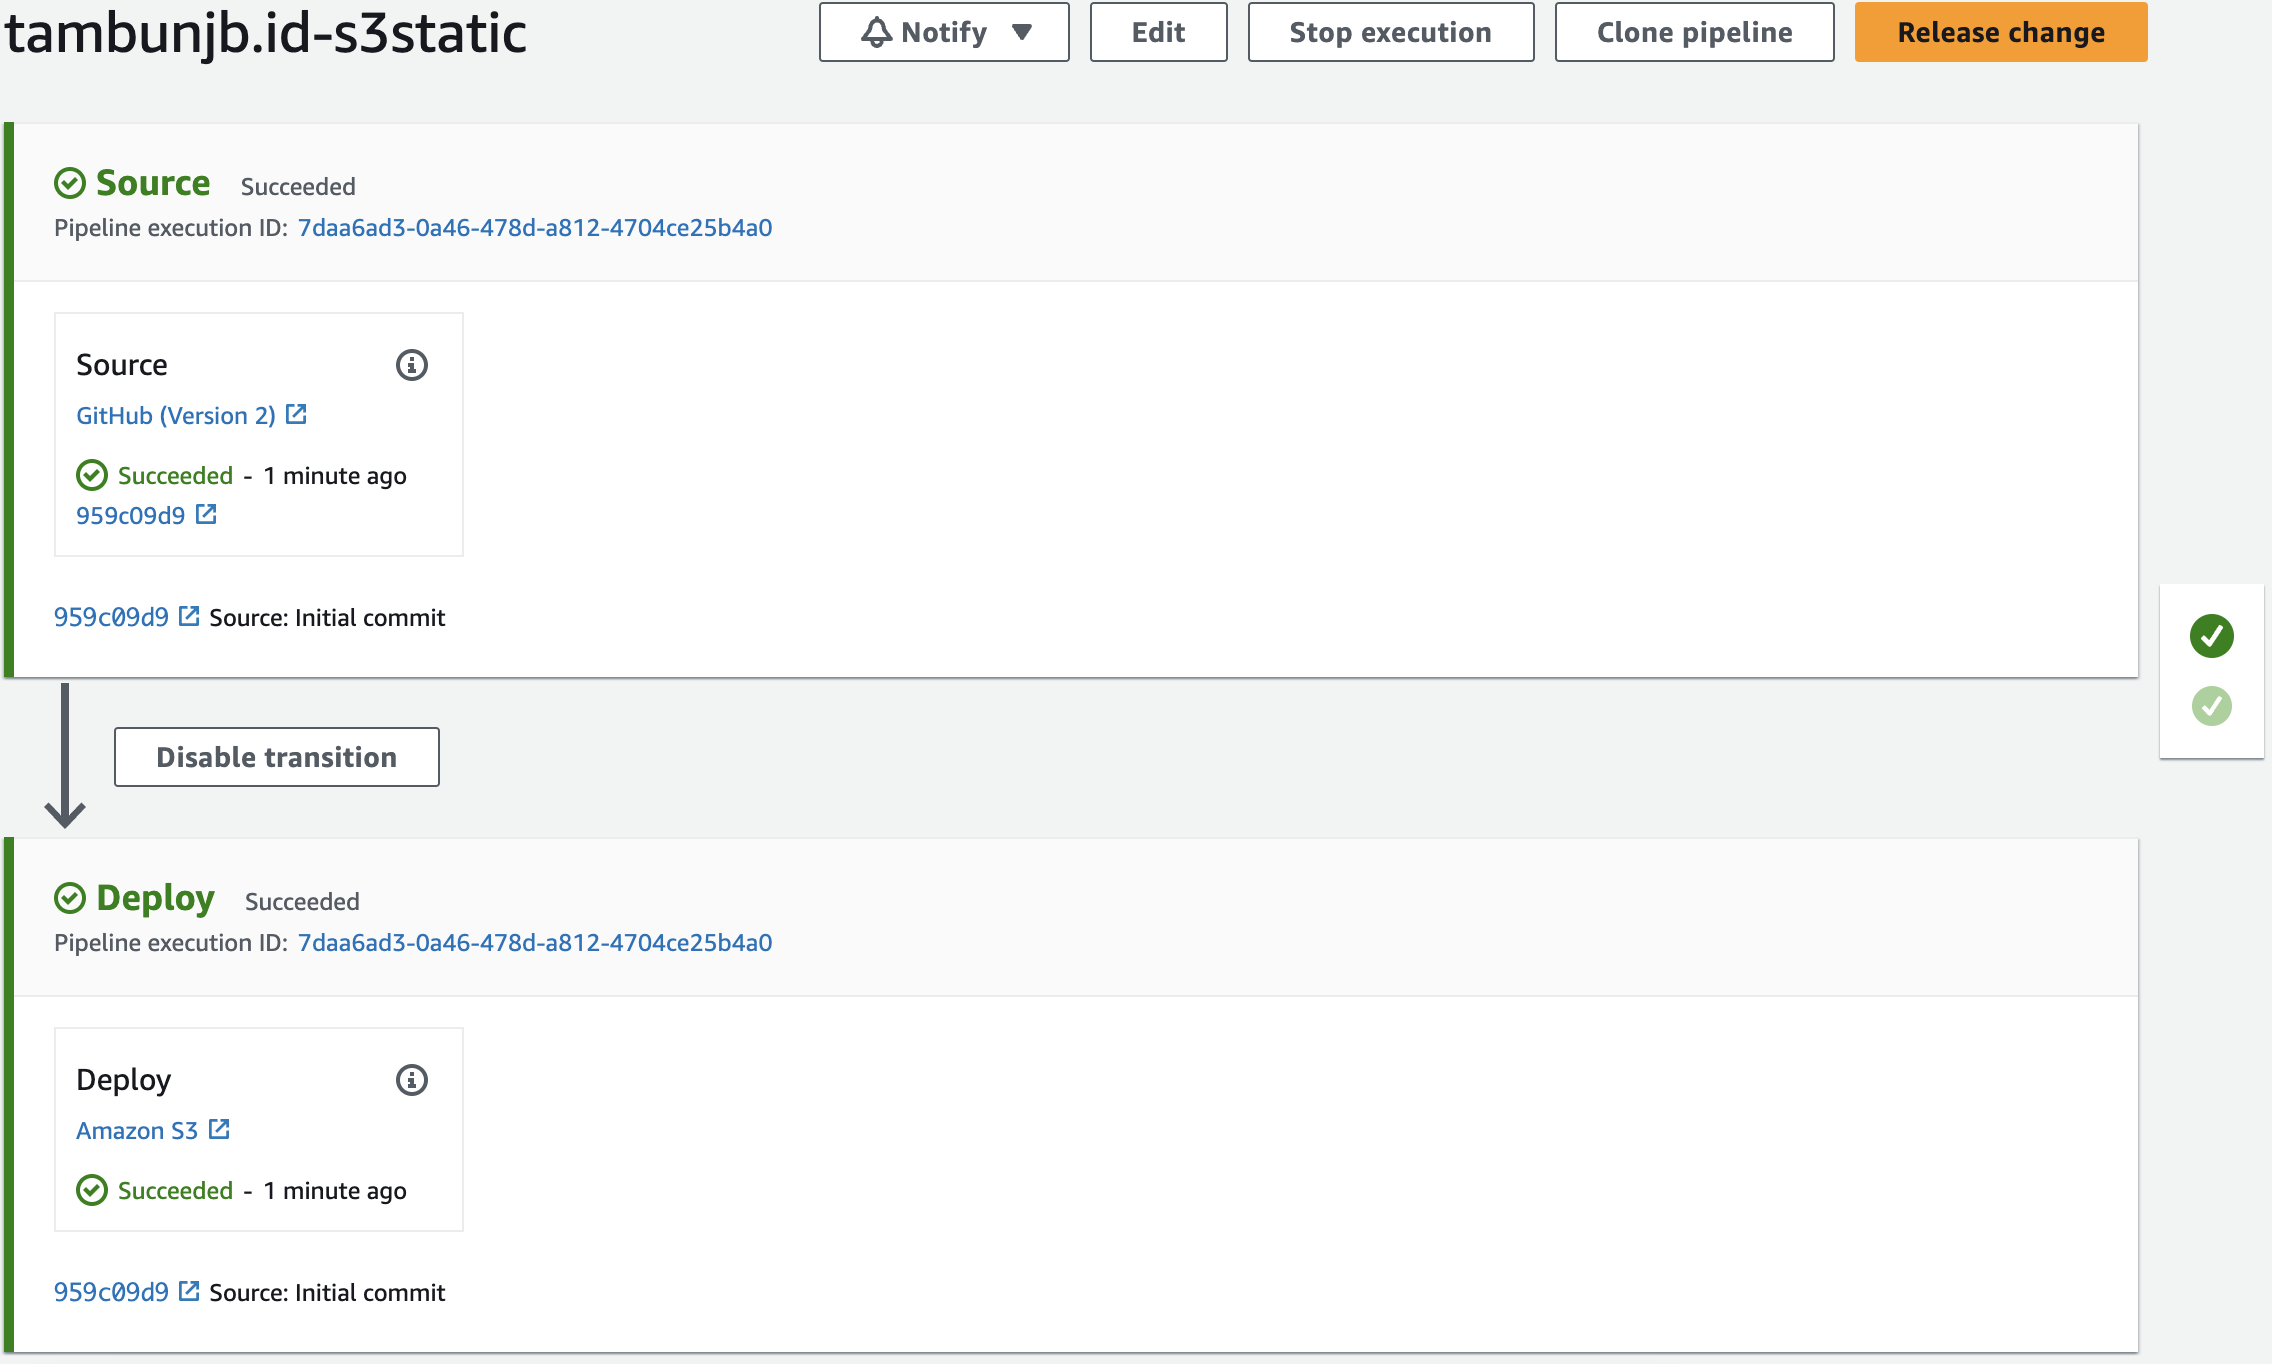 tambunjb.id-s3static
Notify
Edit
Stop execution
Clone pipeline
Release change
Source Succeeded
Pipeline execution ID: 7daa6ad3-0a46-478d-a812-4704ce25b4a0
Source
GitHub (Version 2)
Succeeded - 1 minute ago
959c09d9
959c09d9 Source: Initial commit
Disable transition
Deploy Succeeded
Pipeline execution ID: 7daa6ad3-0a46-478d-a812-4704ce25b4a0
Deploy
Amazon S3
Succeeded - 1 minute ago
959c09d9 Source: Initial commit